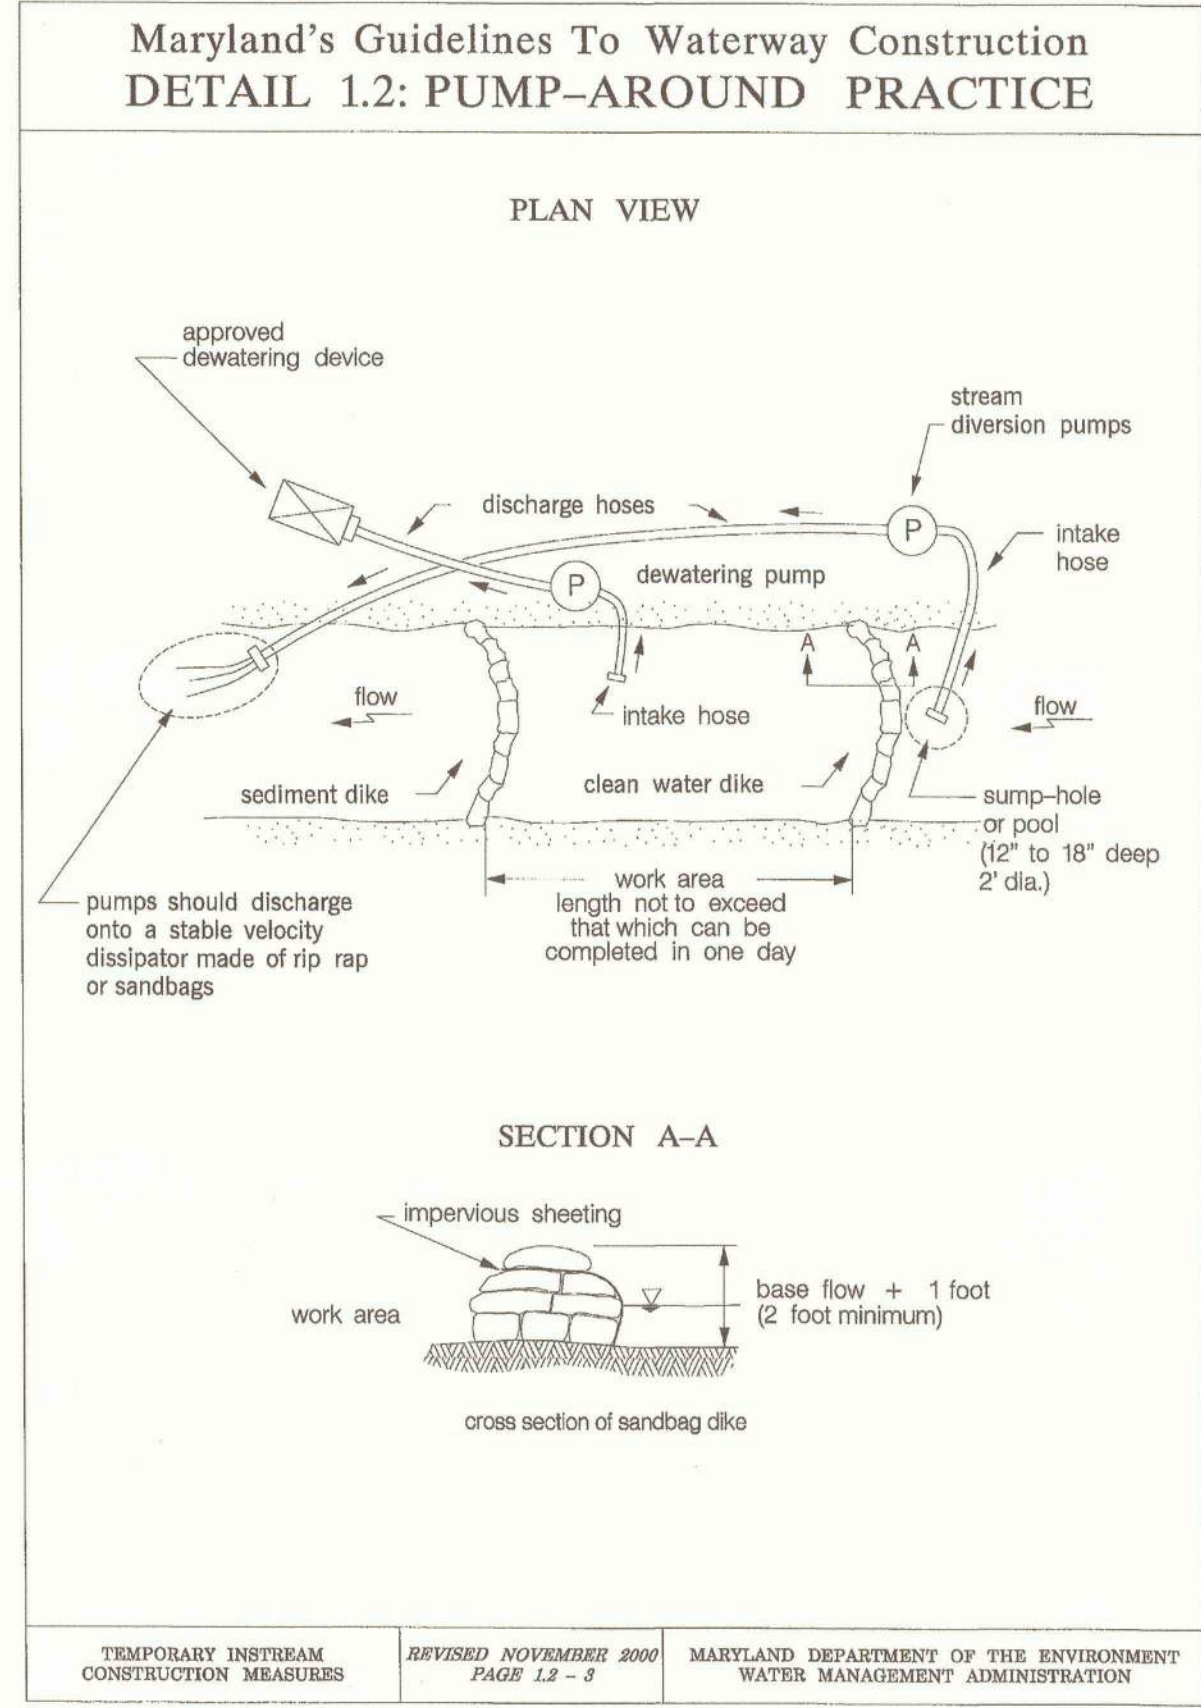 Maryland's Guidelines To Waterway Construction
DETAIL 1.2: PUMP–AROUND PRACTICE
PLAN VIEW
approved
dewatering device
stream
diversion pumps
discharge hoses
P
intake
hose
P
dewatering pump
A
A
flow
intake hose
flow
sediment dike
clean water dike
sump–hole
or pool
(12" to 18" deep
2' dia.)
work area
length not to exceed
that which can be
completed in one day
pumps should discharge
onto a stable velocity
dissipator made of rip rap
or sandbags
SECTION A–A
impervious sheeting
work area
base flow + 1 foot
(2 foot minimum)
cross section of sandbag dike
TEMPORARY INSTREAM
CONSTRUCTION MEASURES
REVISED NOVEMBER 2000
PAGE 1.2 - 3
MARYLAND DEPARTMENT OF THE ENVIRONMENT
WATER MANAGEMENT ADMINISTRATION